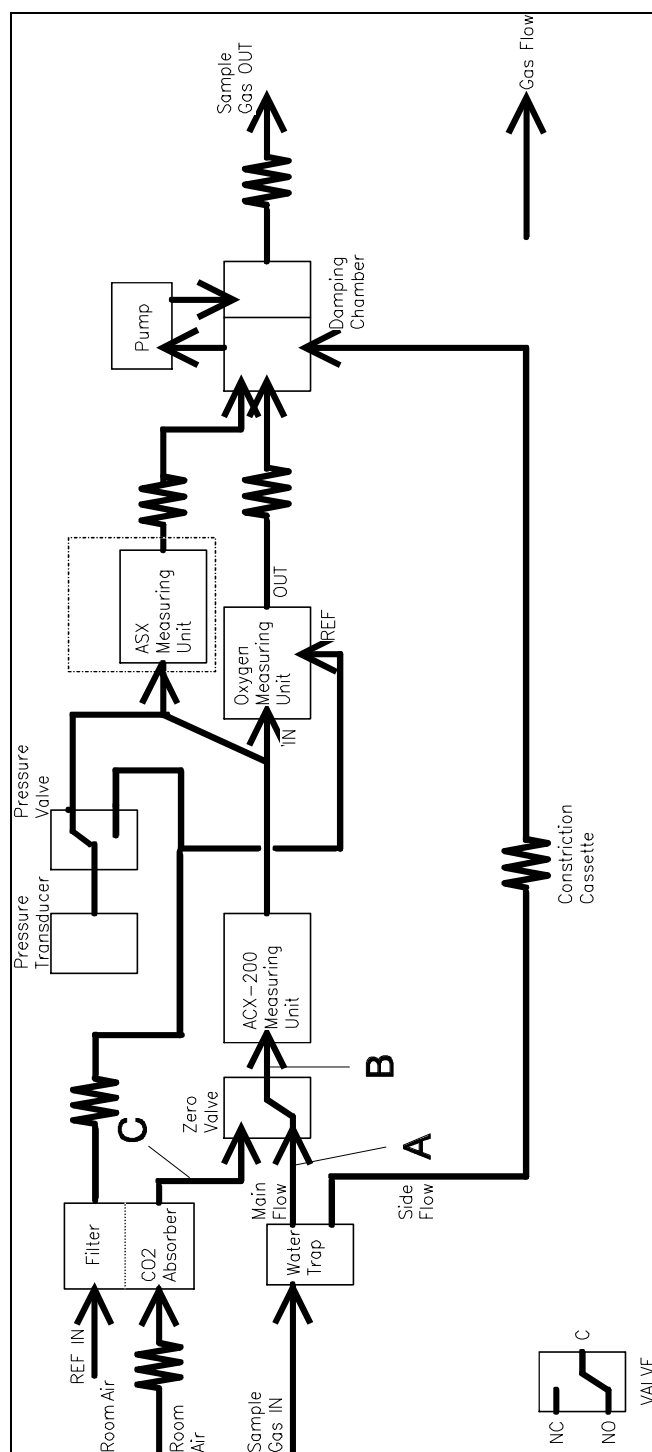 REF IN
Room Air
Room
Air
Sample
Gas IN
Filter
CO2
Absorber
Water
Trap
Main
Flow
Side
Flow
C
A
B
Zero
Valve
ACX-200
Measuring
Unit
Pressure
Transducer
Pressure
Valve
ASX
Measuring
Unit
Oxygen
Measuring
Unit
IN
OUT
REF
Constriction
Cassette
Pump
Damping
Chamber
Sample
Gas OUT
Gas Flow
NC
NO
C
VALVE